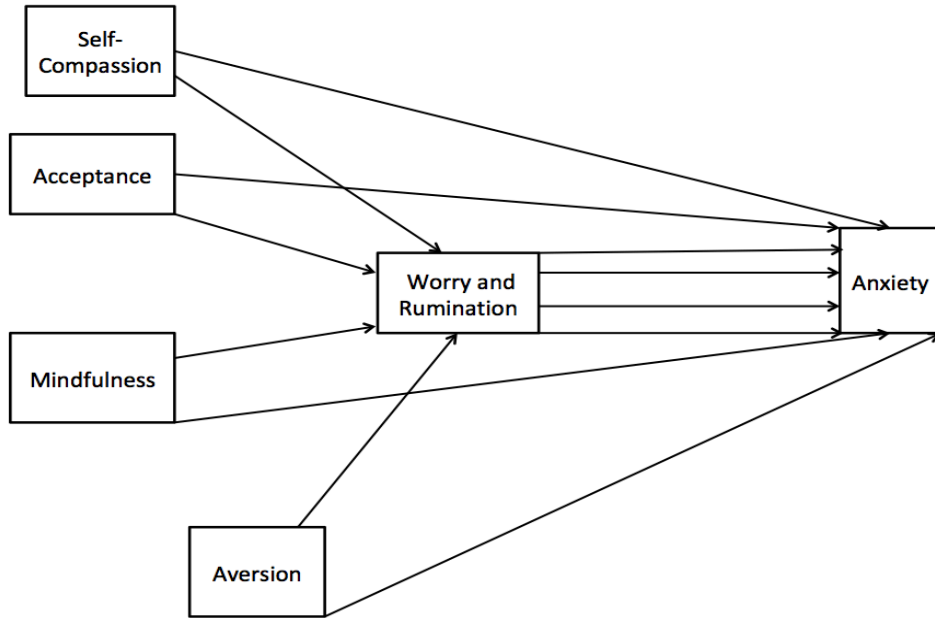 Self-
Compassion
Acceptance
Worry and
Rumination
Anxiety
Mindfulness
Aversion